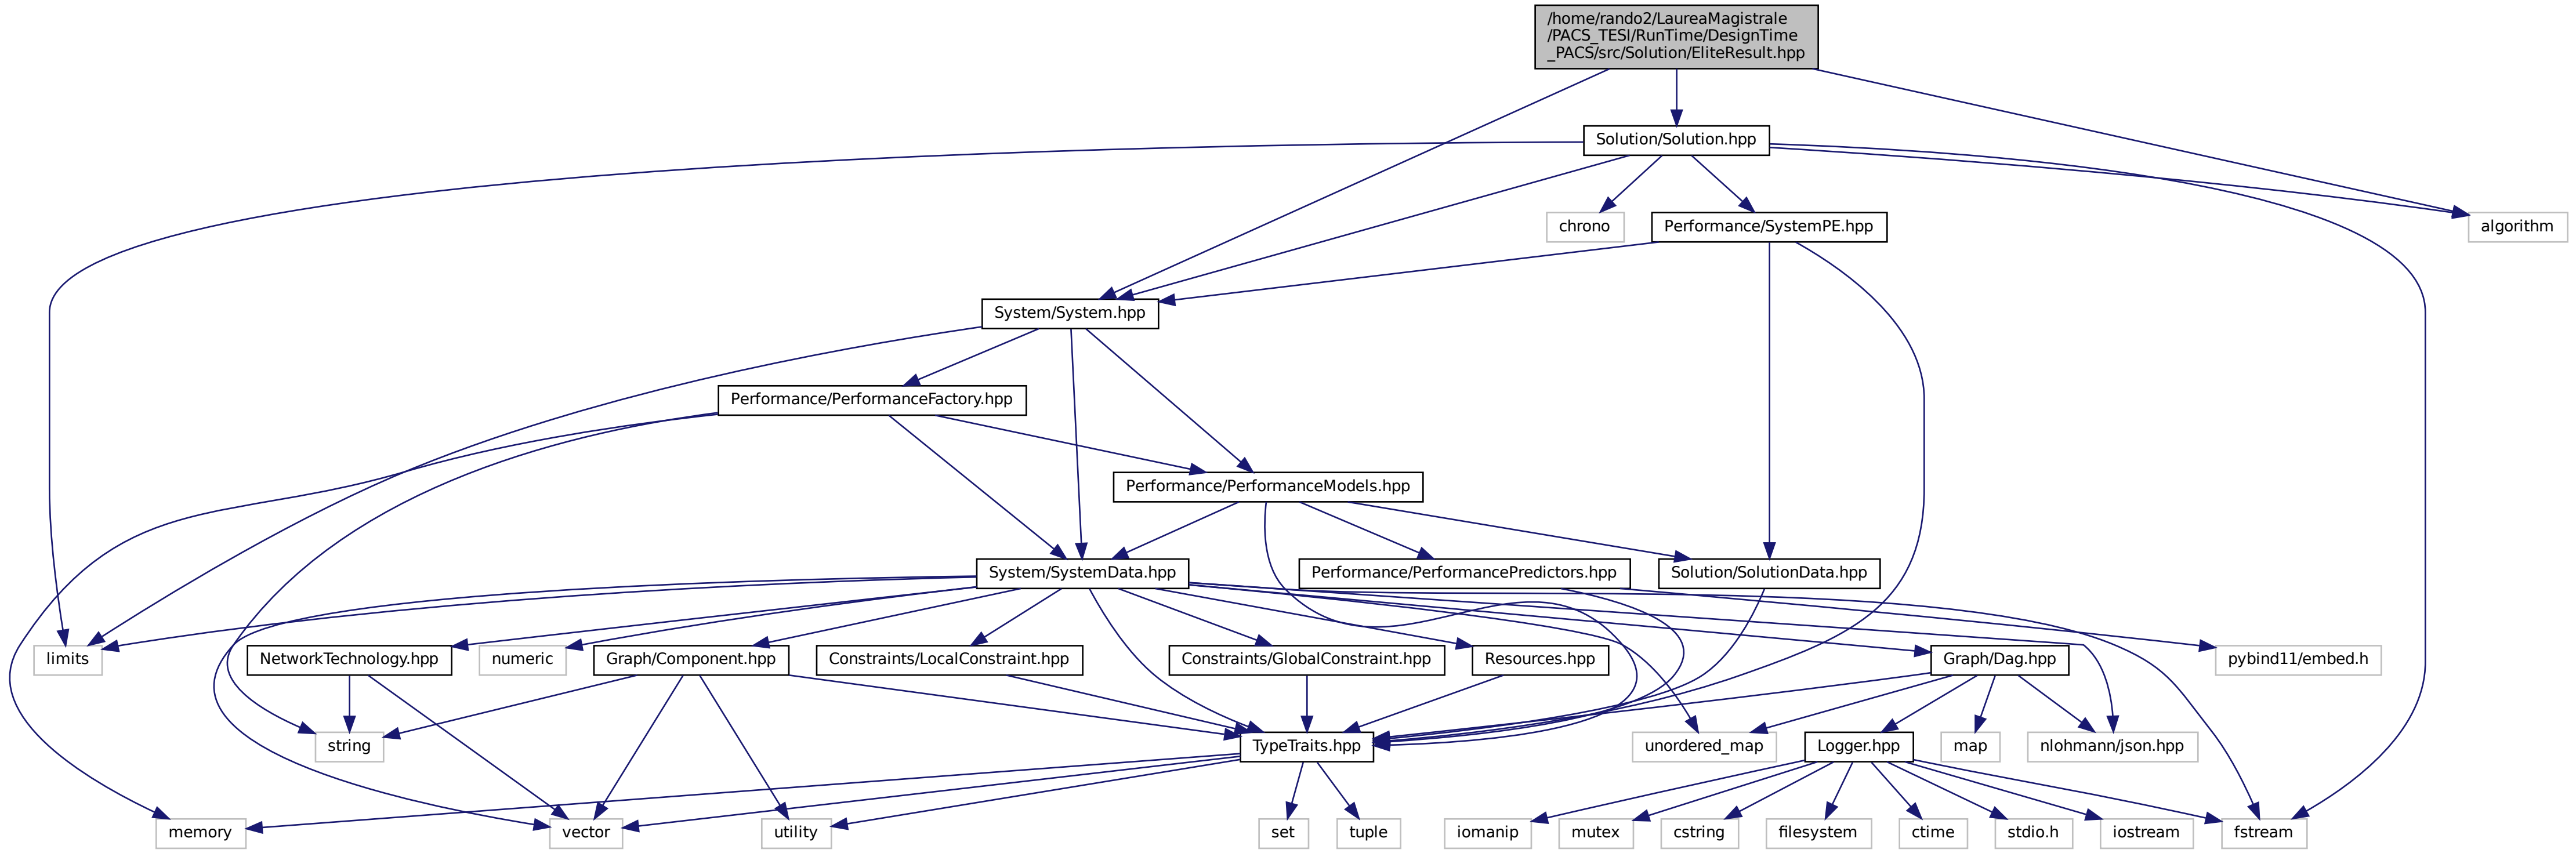 /home/rando2/LaureaMagistrale
/PACS_TESI/RunTime/DesignTime
_PACS/src/Solution/EliteResult.hpp
Solution/Solution.hpp
chrono
Performance/SystemPE.hpp
algorithm
System/System.hpp
Performance/PerformanceFactory.hpp
Performance/PerformanceModels.hpp
System/SystemData.hpp
Performance/PerformancePredictors.hpp
Solution/SolutionData.hpp
limits
NetworkTechnology.hpp
numeric
Graph/Component.hpp
Constraints/LocalConstraint.hpp
Constraints/GlobalConstraint.hpp
Resources.hpp
Graph/Dag.hpp
pybind11/embed.h
string
TypeTraits.hpp
unordered_map
Logger.hpp
map
nlohmann/json.hpp
memory
vector
utility
set
tuple
iomanip
mutex
cstring
filesystem
ctime
stdio.h
iostream
fstream